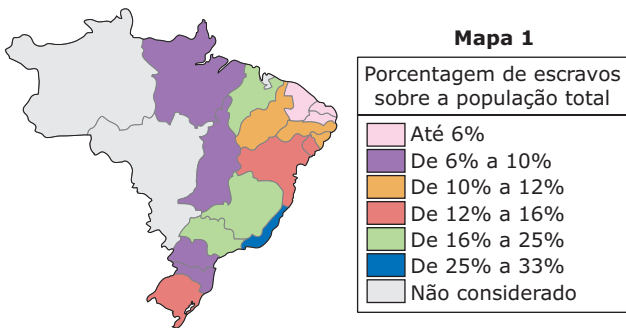 Mapa 1
Porcentagem de escravos
sobre a população total
Até 6%
De 6% a 10%
De 10% a 12%
De 12% a 16%
De 16% a 25%
De 25% a 33%
Não considerado